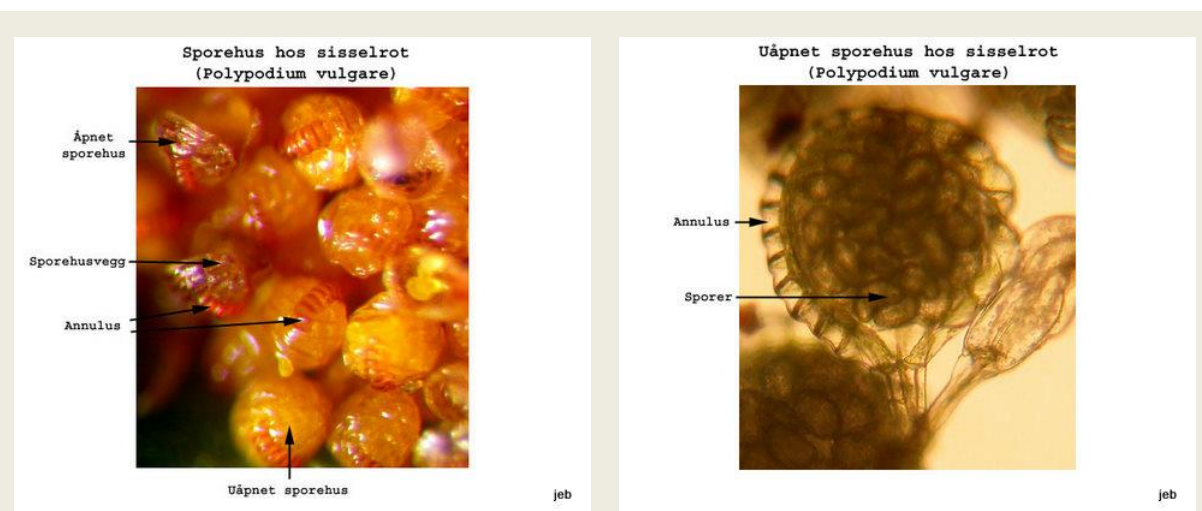 Sporehus hos sisselrot
(Polypodium vulgare)
Åpnet
sporehus
Sporehusvegg
Annulus
Uåpnet sporehus
jeb
Uåpnet sporehus hos sisselrot
(Polypodium vulgare)
Annulus
Sporer
jeb